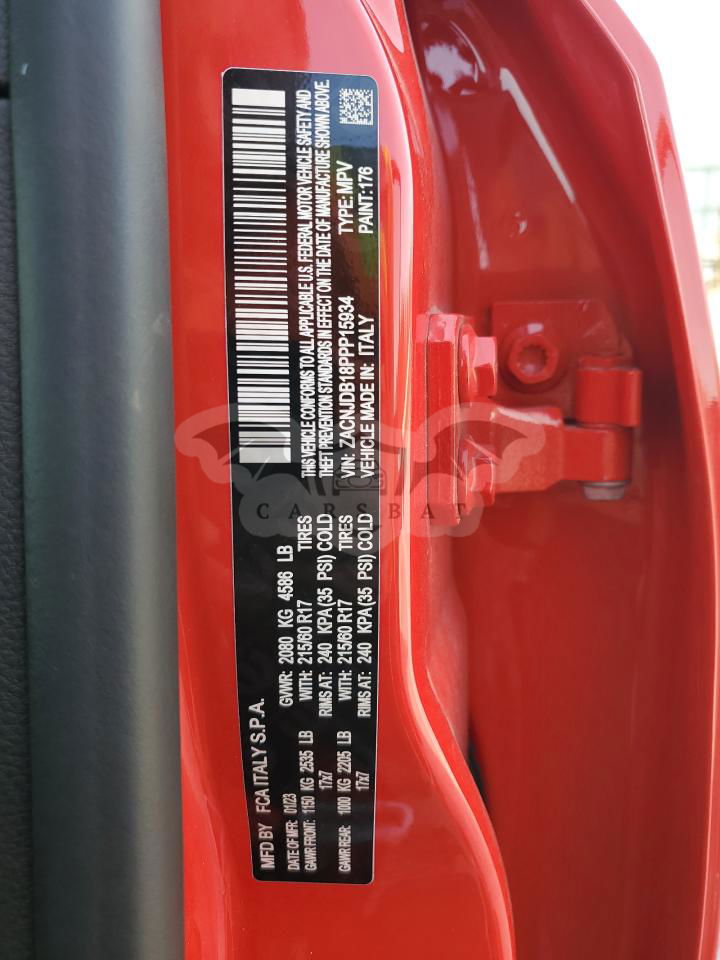 MFD BY FCA ITALY S.P.A.
DATE OF MFR: 01/23 GVWR: 2080 KG 4586 LB
GAWR FRONT: 1150 KG 2535 LB WITH: 215/60 R17 TIRES
17x7 RIMS AT: 240 KPA(35 PSI) COLD
GAWR REAR: 1000 KG 2205 LB WITH: 215/60 R17 TIRES
17x7 RIMS AT: 240 KPA(35 PSI) COLD
THIS VEHICLE CONFORMS TO ALL APPLICABLE U.S. FEDERAL MOTOR VEHICLE SAFETY AND
THEFT PREVENTION STANDARDS IN EFFECT ON THE DATE OF MANUFACTURE SHOWN ABOVE.
VIN: ZACNJDB18PPP15934 TYPE: MPV
VEHICLE MADE IN: ITALY PAINT:176
CARSBAT